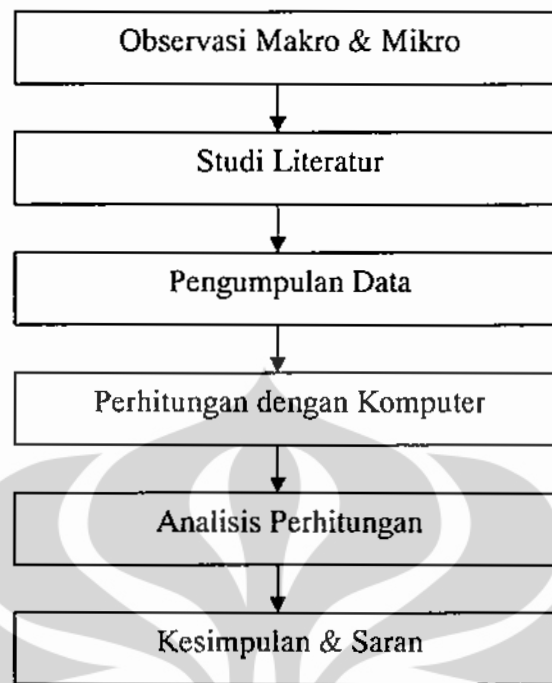 Observasi Makro & Mikro
Studi Literatur
Pengumpulan Data
Perhitungan dengan Komputer
Analisis Perhitungan
Kesimpulan & Saran